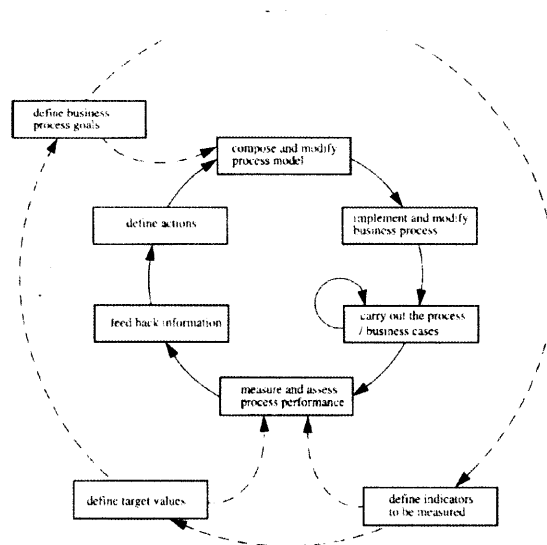 define business
process goals
compose and modify
process model
define actions
implement and modify
business process
feed back information
carry out the process
/ business cases
measure and assess
process performance
define target values
define indicators
to be measured